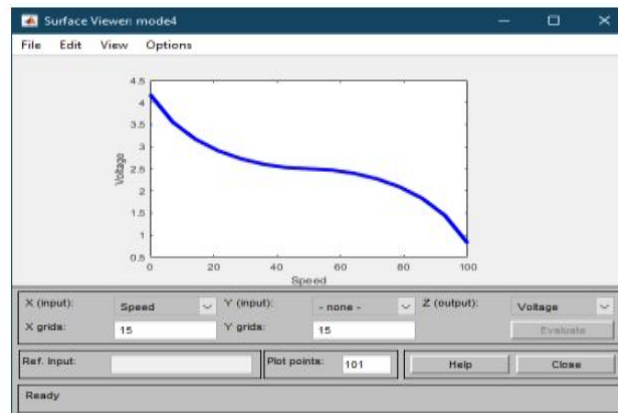 Surface Viewer: mode4
File Edit View Options
4.5
4
3.5
3
2.5
2
1.5
1
0.5
Voltage
0 20 40 60 80 100
Speed
X (input): Speed Y (input): - none - Z (output): Voltage
X grids: 15 Y grids: 15 Evaluate
Ref. Input: Plot points: 101 Help Close
Ready